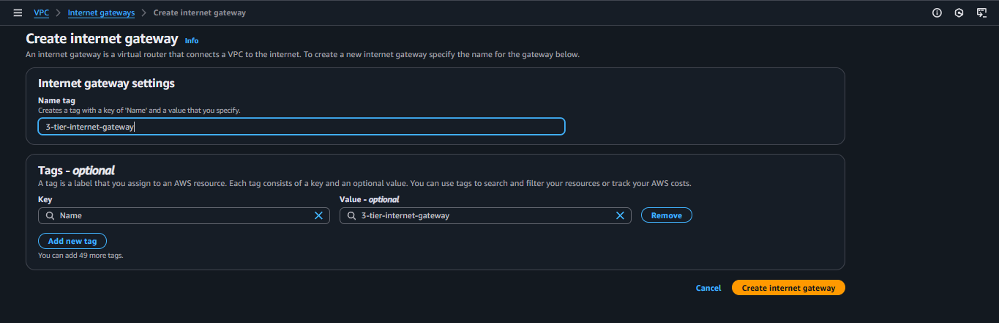 VPC > Internet gateways > Create internet gateway
Create internet gateway Info
An internet gateway is a virtual router that connects a VPC to the internet. To create a new internet gateway specify the name for the gateway below.
Internet gateway settings
Name tag
Creates a tag with a key of 'Name' and a value that you specify.
3-tier-internet-gateway
Tags - optional
A tag is a label that you assign to an AWS resource. Each tag consists of a key and an optional value. You can use tags to search and filter your resources or track your AWS costs.
Key Value - optional
Name 3-tier-internet-gateway Remove
Add new tag
You can add 49 more tags.
Cancel Create internet gateway